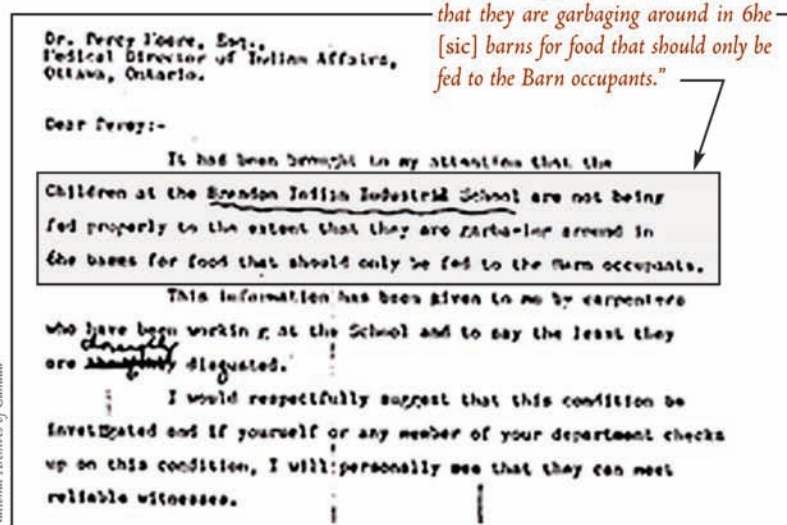 that they are garbaging around in 6he
[sic] barns for food that should only be
fed to the Barn occupants."
Dr. Percy Moore, Esq.,
Medical Director of Indian Affairs,
Ottawa, Ontario.
Dear Percy:-
It had been brought to my attention that the
Children at the Brandon Indian Industrial School are not being
fed properly to the extent that they are garbaging around in
6he barns for food that should only be fed to the Barn occupants.
This information has been given to me by carpenters
who have been working at the School and to say the least they
are disgusted.
I would respectfully suggest that this condition be
investigated and if yourself or any member of your department checks
up on this condition, I will personally see that they can meet
reliable witnesses.
Archives of Canada